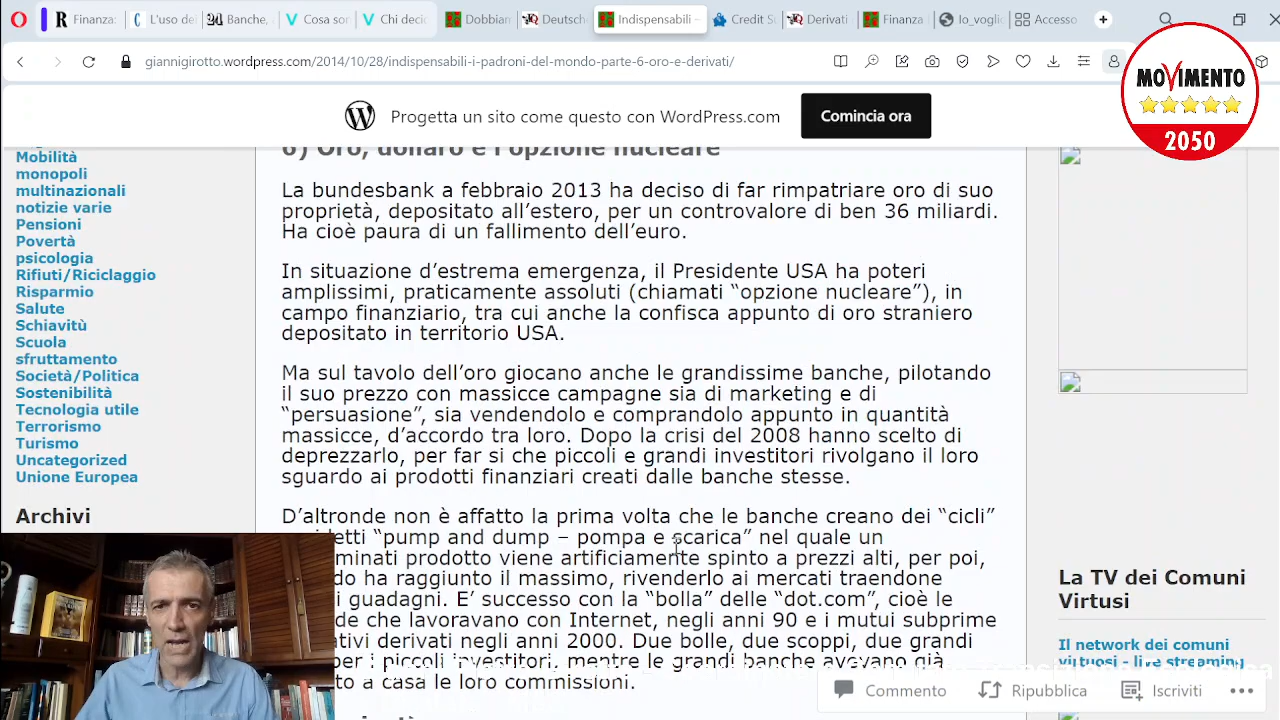 Finanza:
L'uso de
Banche,
Cosa sor
Chi decid
Dobbian
Deutsche
Indispensabili –
Credit Su
Derivati
Finanza
Io_voglio
Accesso
giannigirotto.wordpress.com/2014/10/28/indispensabili-i-padroni-del-mondo-parte-6-oro-e-derivati/
MOVIMENTO
2050
Progetta un sito come questo con WordPress.com
Comincia ora
Mobilità
monopoli
multinazionali
notizie varie
Pensioni
Povertà
psicologia
Rifiuti/Riciclaggio
Risparmio
Salute
Schiavitù
Scuola
sfruttamento
Società/Politica
Sostenibilità
Tecnologia utile
Terrorismo
Turismo
Uncategorized
Unione Europea
Archivi
6) Oro, dollaro e l'opzione nucleare
La bundesbank a febbraio 2013 ha deciso di far rimpatriare oro di suo
proprietà, depositato all'estero, per un controvalore di ben 36 miliardi.
Ha cioè paura di un fallimento dell'euro.
In situazione d'estrema emergenza, il Presidente USA ha poteri
amplissimi, praticamente assoluti (chiamati “opzione nucleare”), in
campo finanziario, tra cui anche la confisca appunto di oro straniero
depositato in territorio USA.
Ma sul tavolo dell'oro giocano anche le grandissime banche, pilotando
il suo prezzo con massicce campagne sia di marketing e di
“persuasione”, sia vendendolo e comprandolo appunto in quantità
massicce, d'accordo tra loro. Dopo la crisi del 2008 hanno scelto di
deprezzarlo, per far si che piccoli e grandi investitori rivolgano il loro
sguardo ai prodotti finanziari creati dalle banche stesse.
D'altronde non è affatto la prima volta che le banche creano dei “cicli”
detti “pump and dump – pompa e scarica” nel quale un
minati prodotto viene artificiamente spinto a prezzi alti, per poi,
do ha raggiunto il massimo, rivenderlo ai mercati traendone
i guadagni. E' successo con la “bolla” delle “dot.com”, cioè le
de che lavoravano con Internet, negli anni 90 e i mutui subprime
ativi derivati negli anni 2000. Due bolle, due scoppi, due grandi
per i piccoli investitori, mentre le grandi banche avevano già
to a casa le loro commissioni.
La TV dei Comuni
Virtusi
Il network dei comuni
virtuosi – live streaming
Commento
Ripubblica
Iscriviti